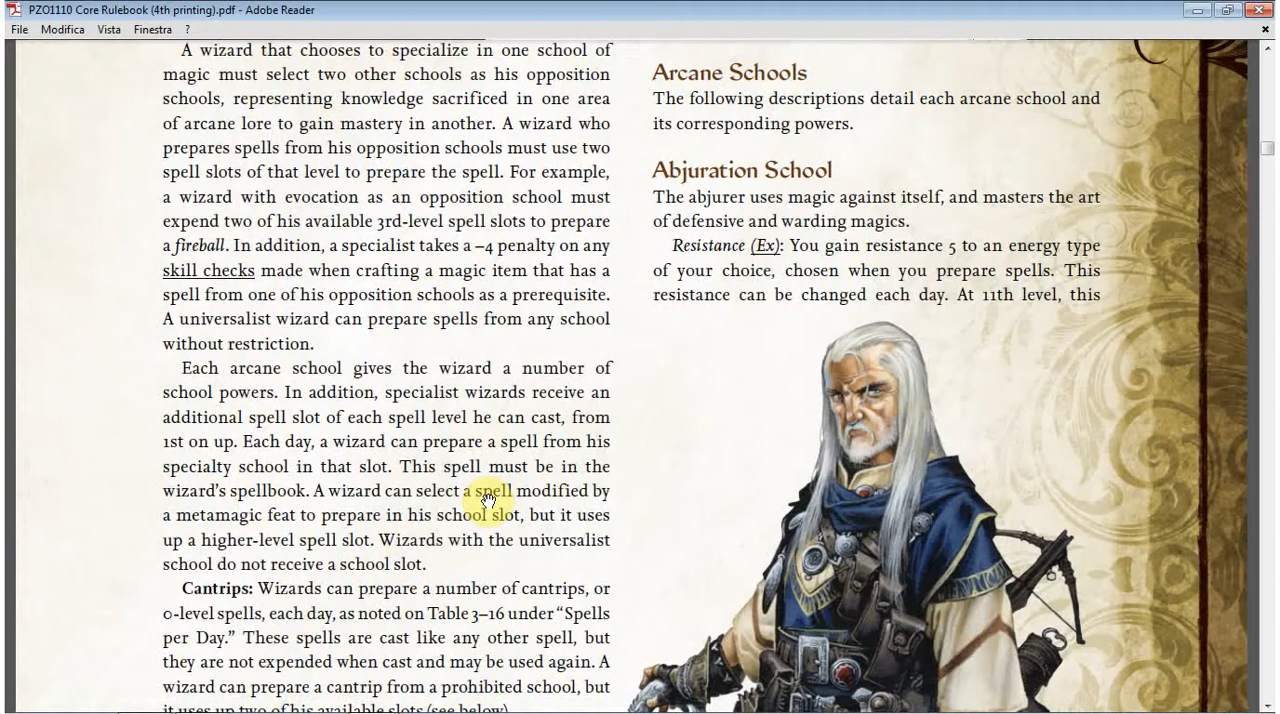 PZO1110 Core Rulebook (4th printing).pdf - Adobe Reader
File Modifica Vista Finestra ?
A wizard that chooses to specialize in one school of
magic must select two other schools as his opposition
schools, representing knowledge sacrificed in one area
of arcane lore to gain mastery in another. A wizard who
prepares spells from his opposition schools must use two
spell slots of that level to prepare the spell. For example,
a wizard with evocation as an opposition school must
expend two of his available 3rd-level spell slots to prepare
a fireball. In addition, a specialist takes a –4 penalty on any
skill checks made when crafting a magic item that has a
spell from one of his opposition schools as a prerequisite.
A universalist wizard can prepare spells from any school
without restriction.
Each arcane school gives the wizard a number of
school powers. In addition, specialist wizards receive an
additional spell slot of each spell level he can cast, from
1st on up. Each day, a wizard can prepare a spell from his
specialty school in that slot. This spell must be in the
wizard's spellbook. A wizard can select a spell modified by
a metamagic feat to prepare in his school slot, but it uses
up a higher-level spell slot. Wizards with the universalist
school do not receive a school slot.
Cantrips: Wizards can prepare a number of cantrips, or
0-level spells, each day, as noted on Table 3–16 under “Spells
per Day.” These spells are cast like any other spell, but
they are not expended when cast and may be used again. A
wizard can prepare a cantrip from a prohibited school, but
it uses up two of his available slots (see below).
Arcane Schools
The following descriptions detail each arcane school and
its corresponding powers.
Abjuration School
The abjurer uses magic against itself, and masters the art
of defensive and warding magics.
Resistance (Ex): You gain resistance 5 to an energy type
of your choice, chosen when you prepare spells. This
resistance can be changed each day. At 11th level, this